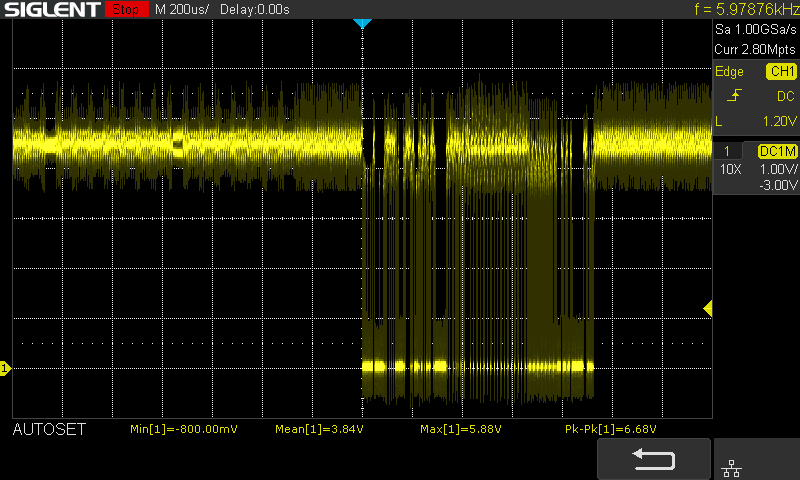 SIGLENT Stop M 200us/ Delay:0.00s f = 5.97876kHz
Sa 1.00GSa/s
Curr 2.80Mpts
Edge CH1
DC
L 1.20V
1 DC1M
10X 1.00V/
-3.00V
1
AUTOSET Min[1]=-800.00mV Mean[1]=3.84V Max[1]=5.88V Pk-Pk[1]=6.68V